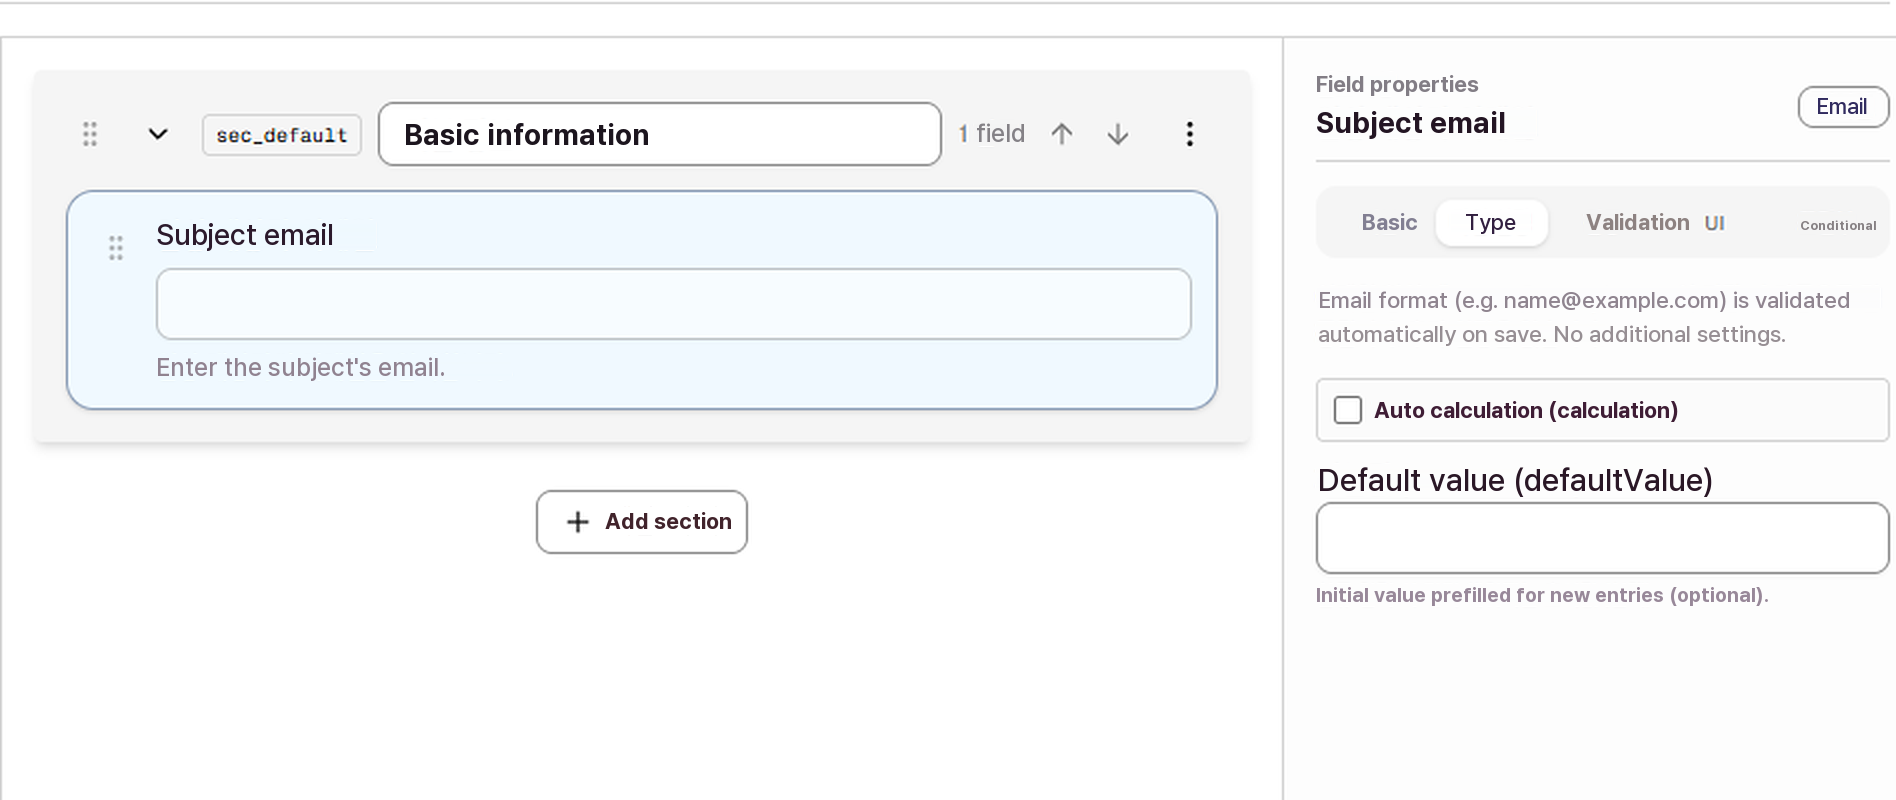 sec_default
Basic information
1 field
Subject email
Enter the subject's email.
Add section
Field properties
Subject email
Email
Basic Type Validation UI Conditional
Email format (e.g. name@example.com) is validated
automatically on save. No additional settings.
Auto calculation (calculation)
Default value (defaultValue)
Initial value prefilled for new entries (optional).